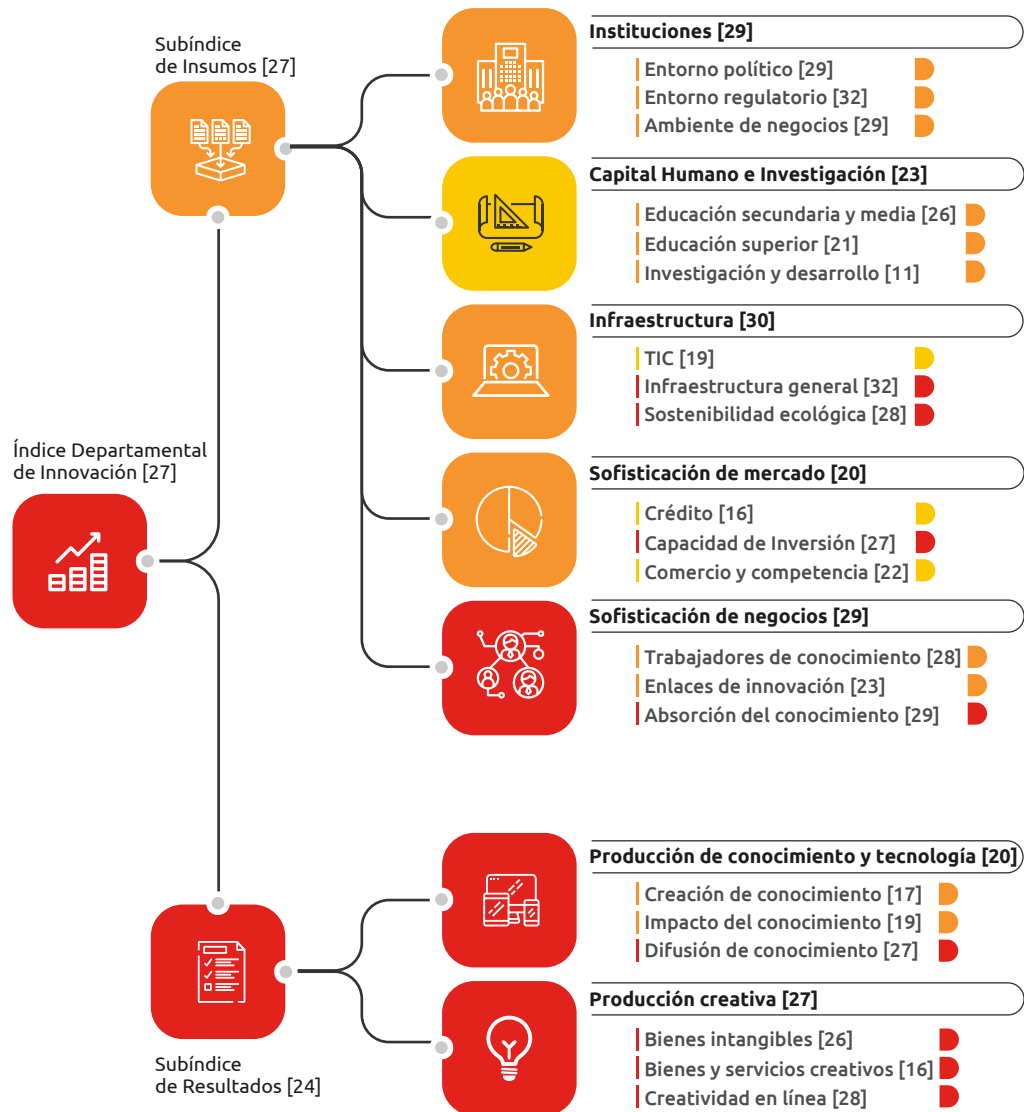 Índice Departamental
de Innovación [27]
Subíndice
de Insumos [27]
Instituciones [29]
Entorno político [29]
Entorno regulatorio [32]
Ambiente de negocios [29]
Capital Humano e Investigación [23]
Educación secundaria y media [26]
Educación superior [21]
Investigación y desarrollo [11]
Infraestructura [30]
TIC [19]
Infraestructura general [32]
Sostenibilidad ecológica [28]
Sofisticación de mercado [20]
Crédito [16]
Capacidad de Inversión [27]
Comercio y competencia [22]
Sofisticación de negocios [29]
Trabajadores de conocimiento [28]
Enlaces de innovación [23]
Absorción del conocimiento [29]
Subíndice
de Resultados [24]
Producción de conocimiento y tecnología [20]
Creación de conocimiento [17]
Impacto del conocimiento [19]
Difusión de conocimiento [27]
Producción creativa [27]
Bienes intangibles [26]
Bienes y servicios creativos [16]
Creatividad en línea [28]